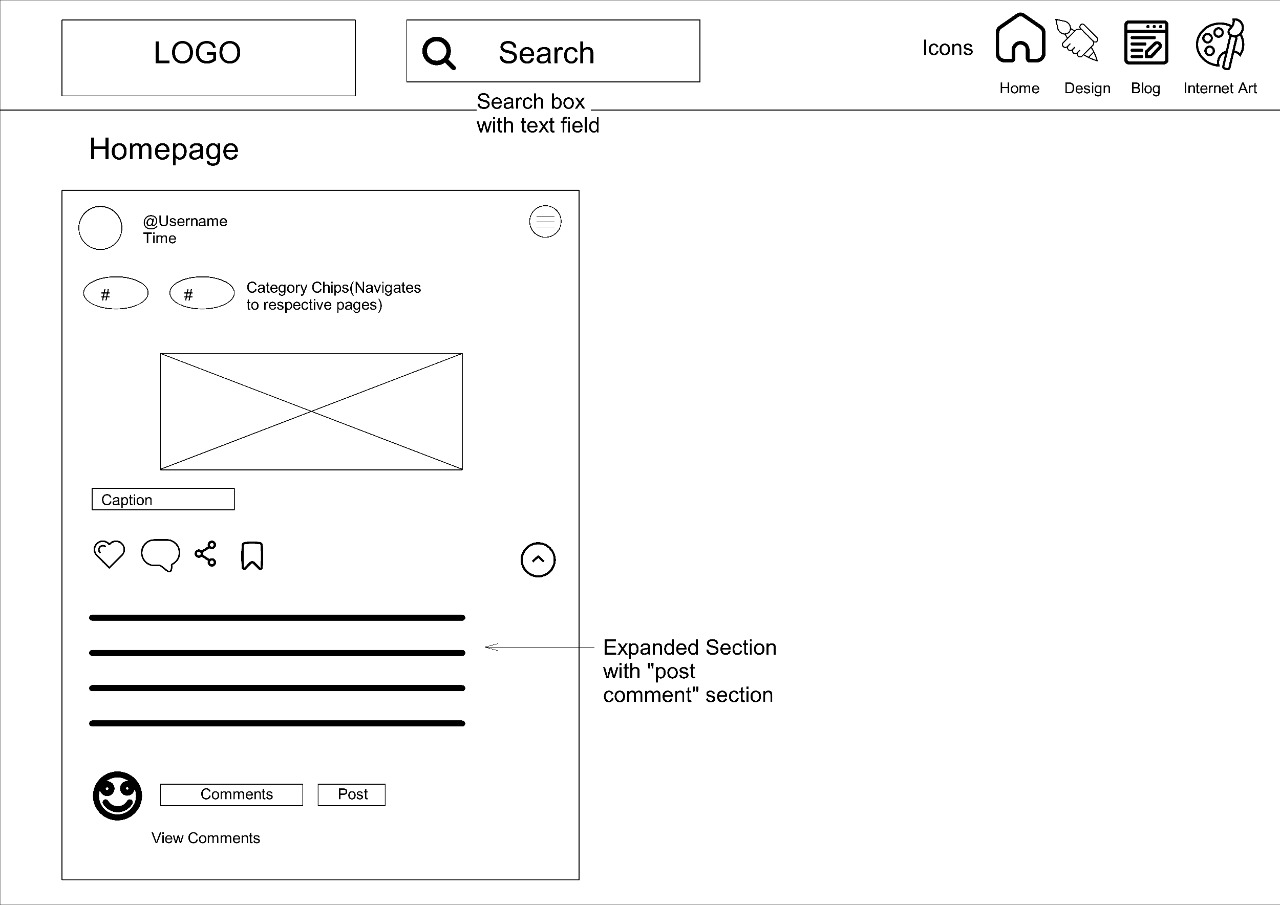 LOGO
Search
Icons
Home
Design
Blog
Internet Art
Search box
with text field
Homepage
@Username
Time
#
#
Category Chips(Navigates
to respective pages)
Caption
Expanded Section
with "post
comment" section
Comments
Post
View Comments